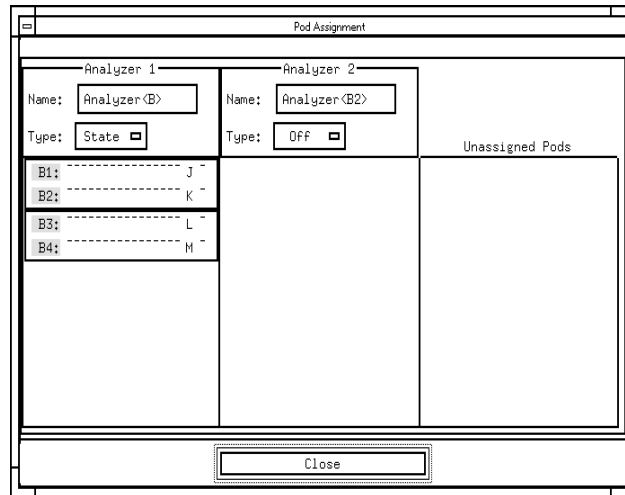 Pod Assignment
Analyzer 1
Name: Analyzer<B>
Type: State
B1: ---------------- J -
B2: ---------------- K -
B3: ---------------- L -
B4: ---------------- M -
Analyzer 2
Name: Analyzer<B2>
Type: Off
Unassigned Pods
Close